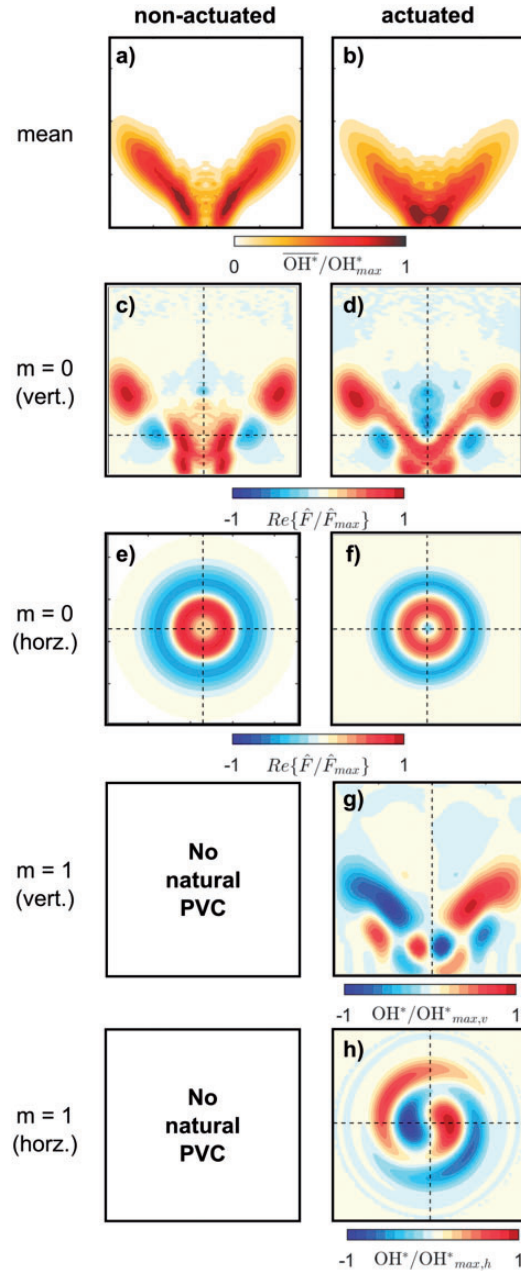 non-actuated actuated
a) b)
mean
0 OH*/OH*max 1
c) d)
m = 0
(vert.)
-1 Re{F̂/F̂max} 1
e) f)
m = 0
(horz.)
-1 Re{F̂/F̂max} 1
g)
m = 1
(vert.)
No
natural
PVC
-1 OH*/OH*max,v 1
h)
m = 1
(horz.)
No
natural
PVC
-1 OH*/OH*max,h 1